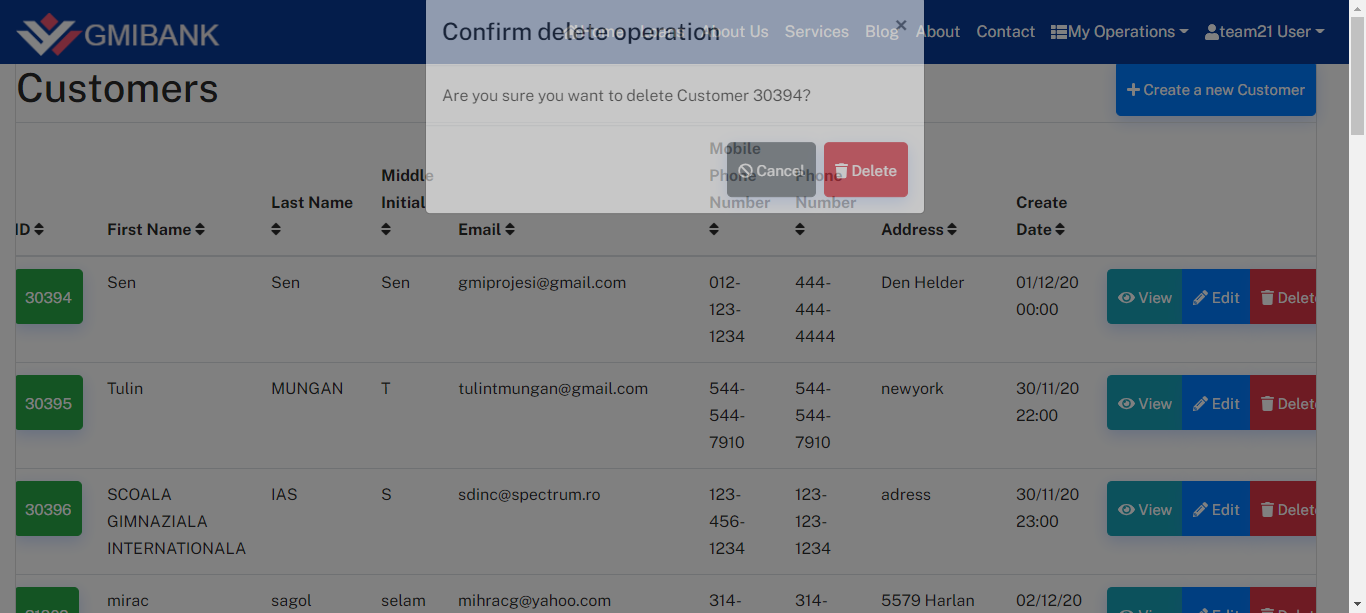 GMIBANK
Confirm delete operation
About Us Services Blog About Contact My Operations team21 User
×
Customers
Create a new Customer
Are you sure you want to delete Customer 30394?
Cancel Delete
ID First Name Last Name Middle Initial Email Mobile Phone Number Phone Number Address Create Date
30394 Sen Sen Sen gmiprojesi@gmail.com 012- 444- Den Helder 01/12/20 View Edit Delete
123- 444- 00:00
1234 4444
30395 Tulin MUNGAN T tulintmungan@gmail.com 544- 544- newyork 30/11/20 View Edit Delete
544- 544- 22:00
7910 7910
30396 SCOALA IAS S sdinc@spectrum.ro 123- 123- adress 30/11/20 View Edit Delete
GIMNAZIALA 456- 123- 23:00
INTERNATIONALA 1234 1234
mirac sagol selam mihracg@yahoo.com 314- 314- 5579 Harlan 02/12/20